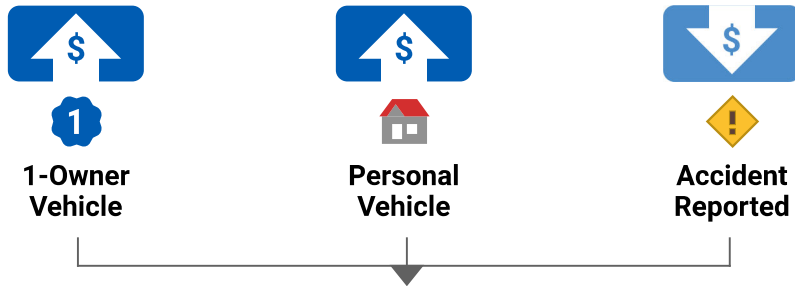 $
$
$
1
!
1-Owner
Vehicle
Personal
Vehicle
Accident
Reported